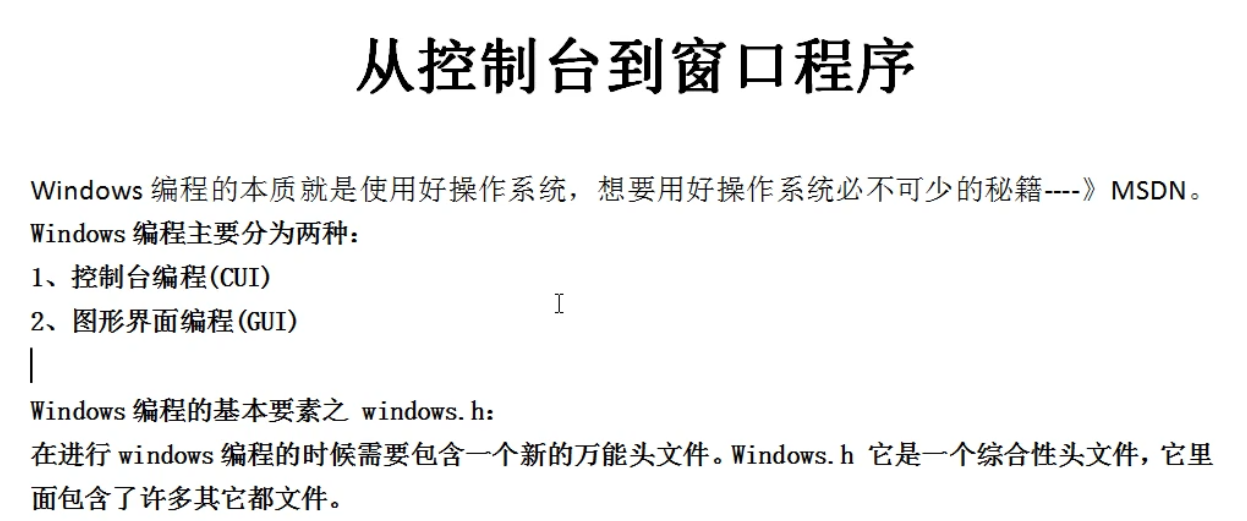 从控制台到窗口程序
Windows 编程的本质就是使用好操作系统，想要用好操作系统必不可少的秘籍----》MSDN。
Windows 编程主要分为两种：
1、控制台编程(CUI)
2、图形界面编程(GUI)
Windows 编程的基本要素之 windows.h：
在进行 windows 编程的时候需要包含一个新的万能头文件。Windows.h 它是一个综合性头文件，它里
面包含了许多其它都文件。